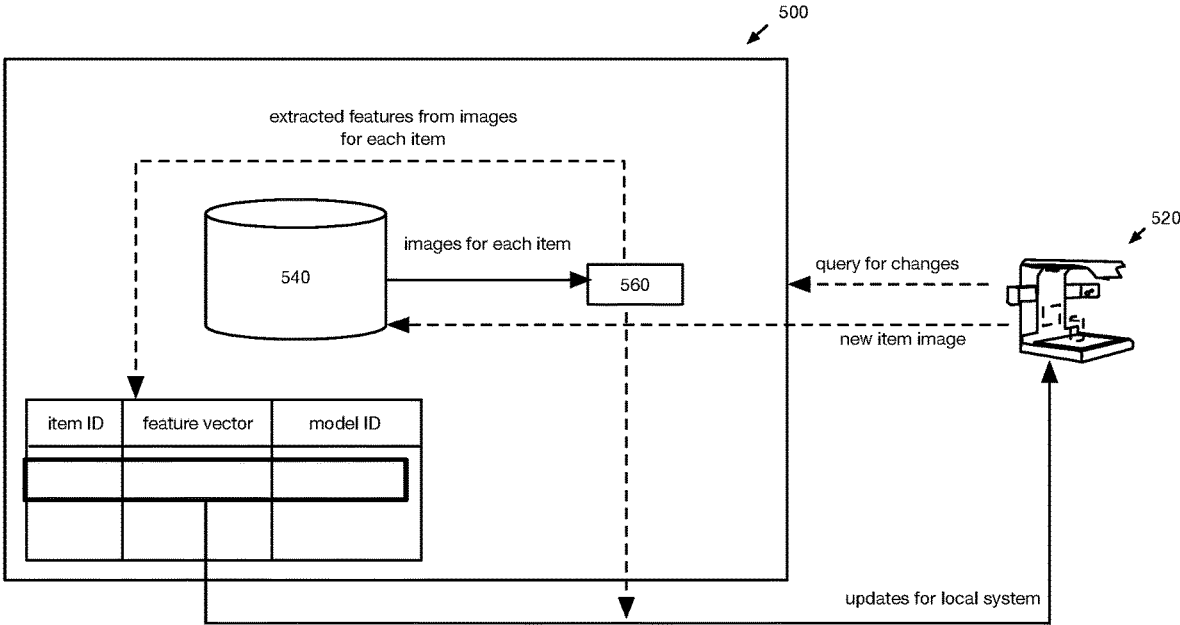 500
extracted features from images
for each item
520
images for each item
540
560
query for changes
new item image
item ID feature vector model ID
updates for local system